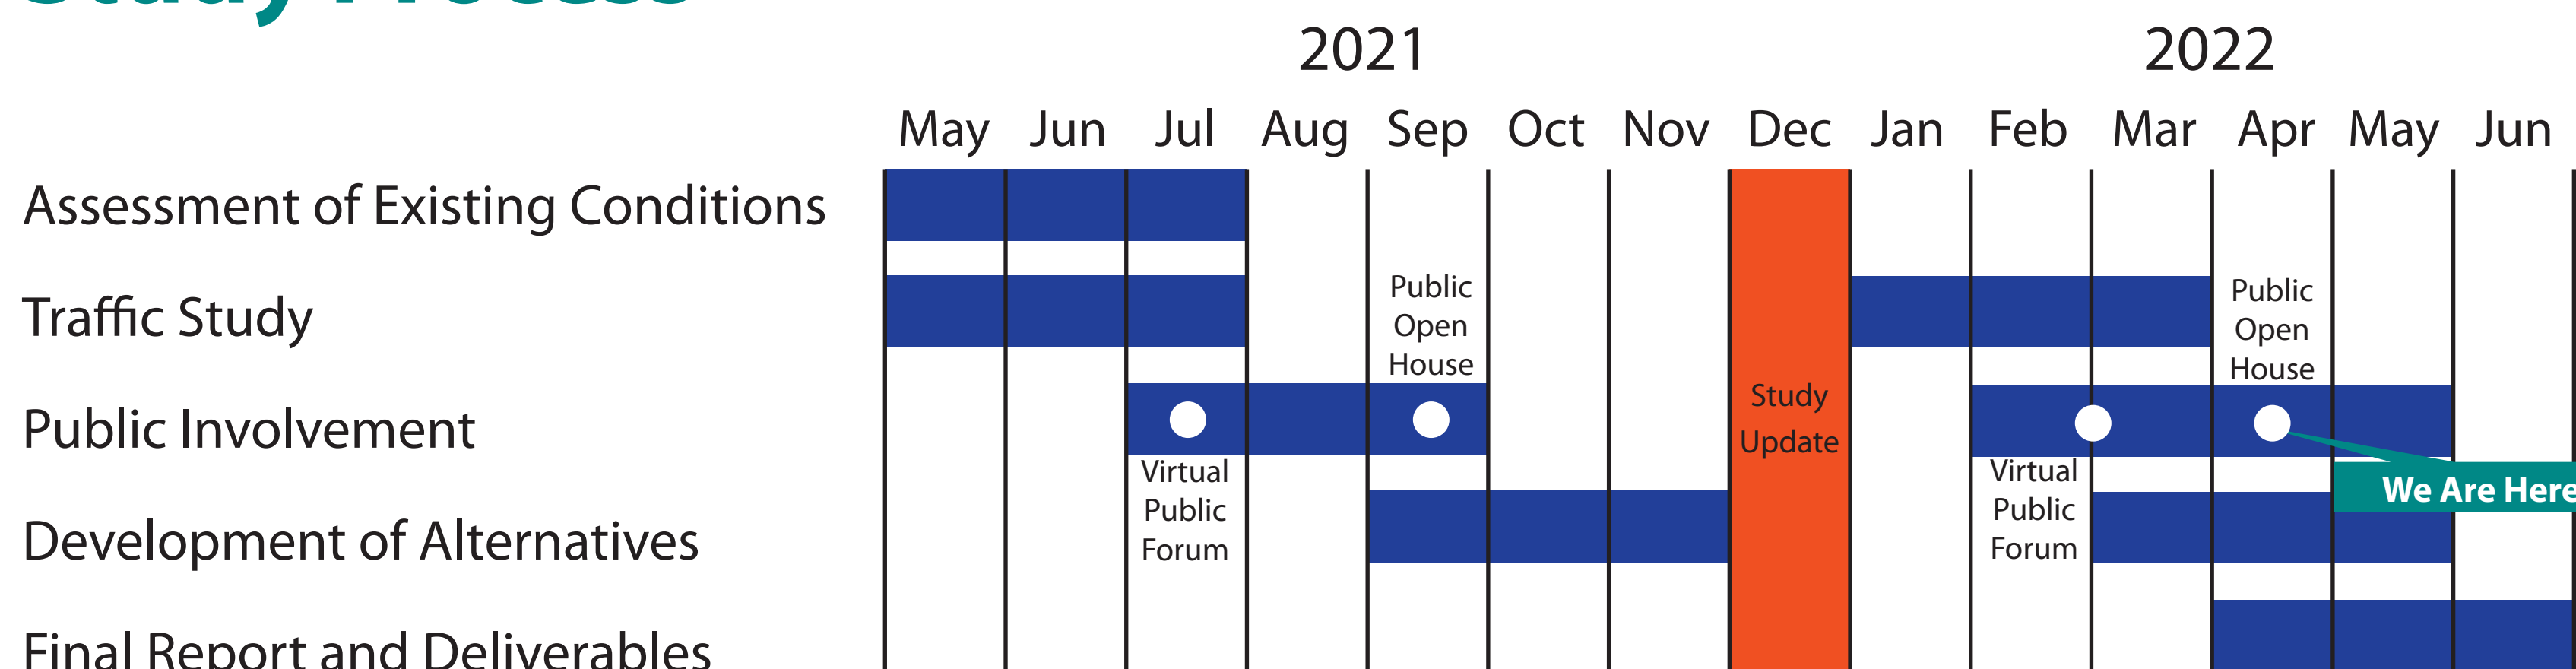 Study Process
2021 2022
May Jun Jul Aug Sep Oct Nov Dec Jan Feb Mar Apr May Jun
Assessment of Existing Conditions
Traffic Study
Public
Open
House
Public
Open
House
Study
Update
Public Involvement
Virtual
Public
Forum
Virtual
Public
Forum
We Are Here
Development of Alternatives
Final Report and Deliverables